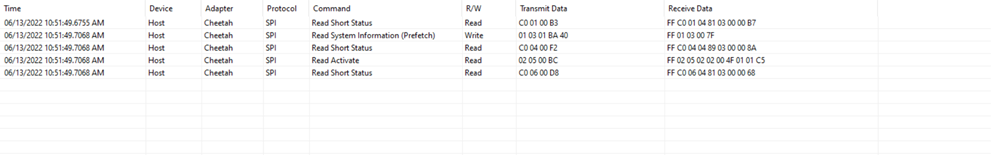 Time Device Adapter Protocol Command R/W Transmit Data Receive Data
06/13/2022 10:51:49.6755 AM Host Cheetah SPI Read Short Status Read C0 01 00 B3 FF C0 01 04 81 03 00 00 B7
06/13/2022 10:51:49.7068 AM Host Cheetah SPI Read System Information (Prefetch) Write 01 03 01 BA 40 FF 01 03 00 7F
06/13/2022 10:51:49.7068 AM Host Cheetah SPI Read Short Status Read C0 04 00 F2 FF C0 04 04 89 03 00 00 8A
06/13/2022 10:51:49.7068 AM Host Cheetah SPI Read Activate Read 02 05 00 BC FF 02 05 02 02 00 4F 01 01 C5
06/13/2022 10:51:49.7068 AM Host Cheetah SPI Read Short Status Read C0 06 00 D8 FF C0 06 04 81 03 00 00 68